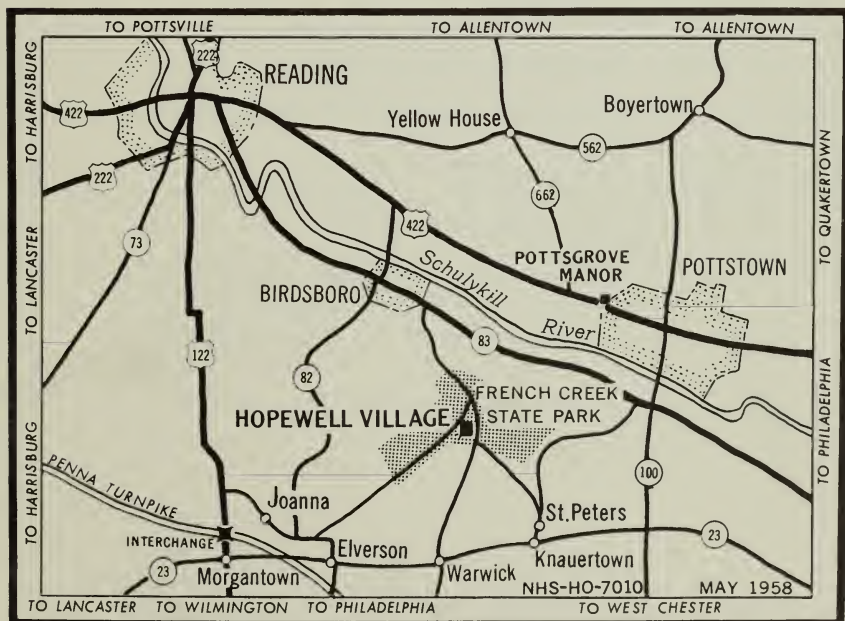 TO POTTSVILLE
TO ALLENTOWN
TO ALLENTOWN
TO HARRISBURG
TO LANCASTER
TO HARRISBURG
TO QUAKERTOWN
TO PHILADELPHIA
222
READING
422
222
Yellow House
Boyertown
562
662
73
422
POTTSGROVE
MANOR
POTTSTOWN
Schulykill
River
BIRDSBORO
83
122
82
HOPEWELL VILLAGE
FRENCH CREEK
STATE PARK
100
PENNA TURNPIKE
Joanna
St. Peters
INTERCHANGE
Elverson
23
Morgantown
Warwick
Knauertown
23
NHS-HO-7010
MAY 1958
TO LANCASTER
TO WILMINGTON
TO PHILADELPHIA
TO WEST CHESTER